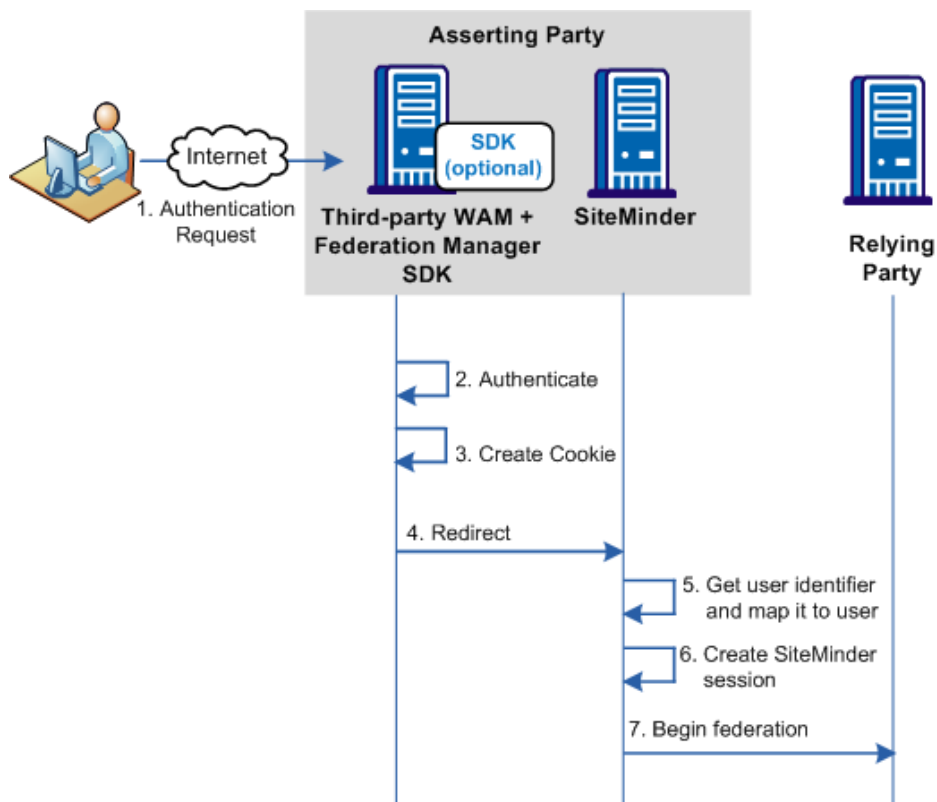 Asserting Party
Internet
SDK
(optional)
1. Authentication
Request
Third-party WAM +
Federation Manager
SDK
SiteMinder
Relying
Party
2. Authenticate
3. Create Cookie
4. Redirect
5. Get user identifier
and map it to user
6. Create SiteMinder
session
7. Begin federation